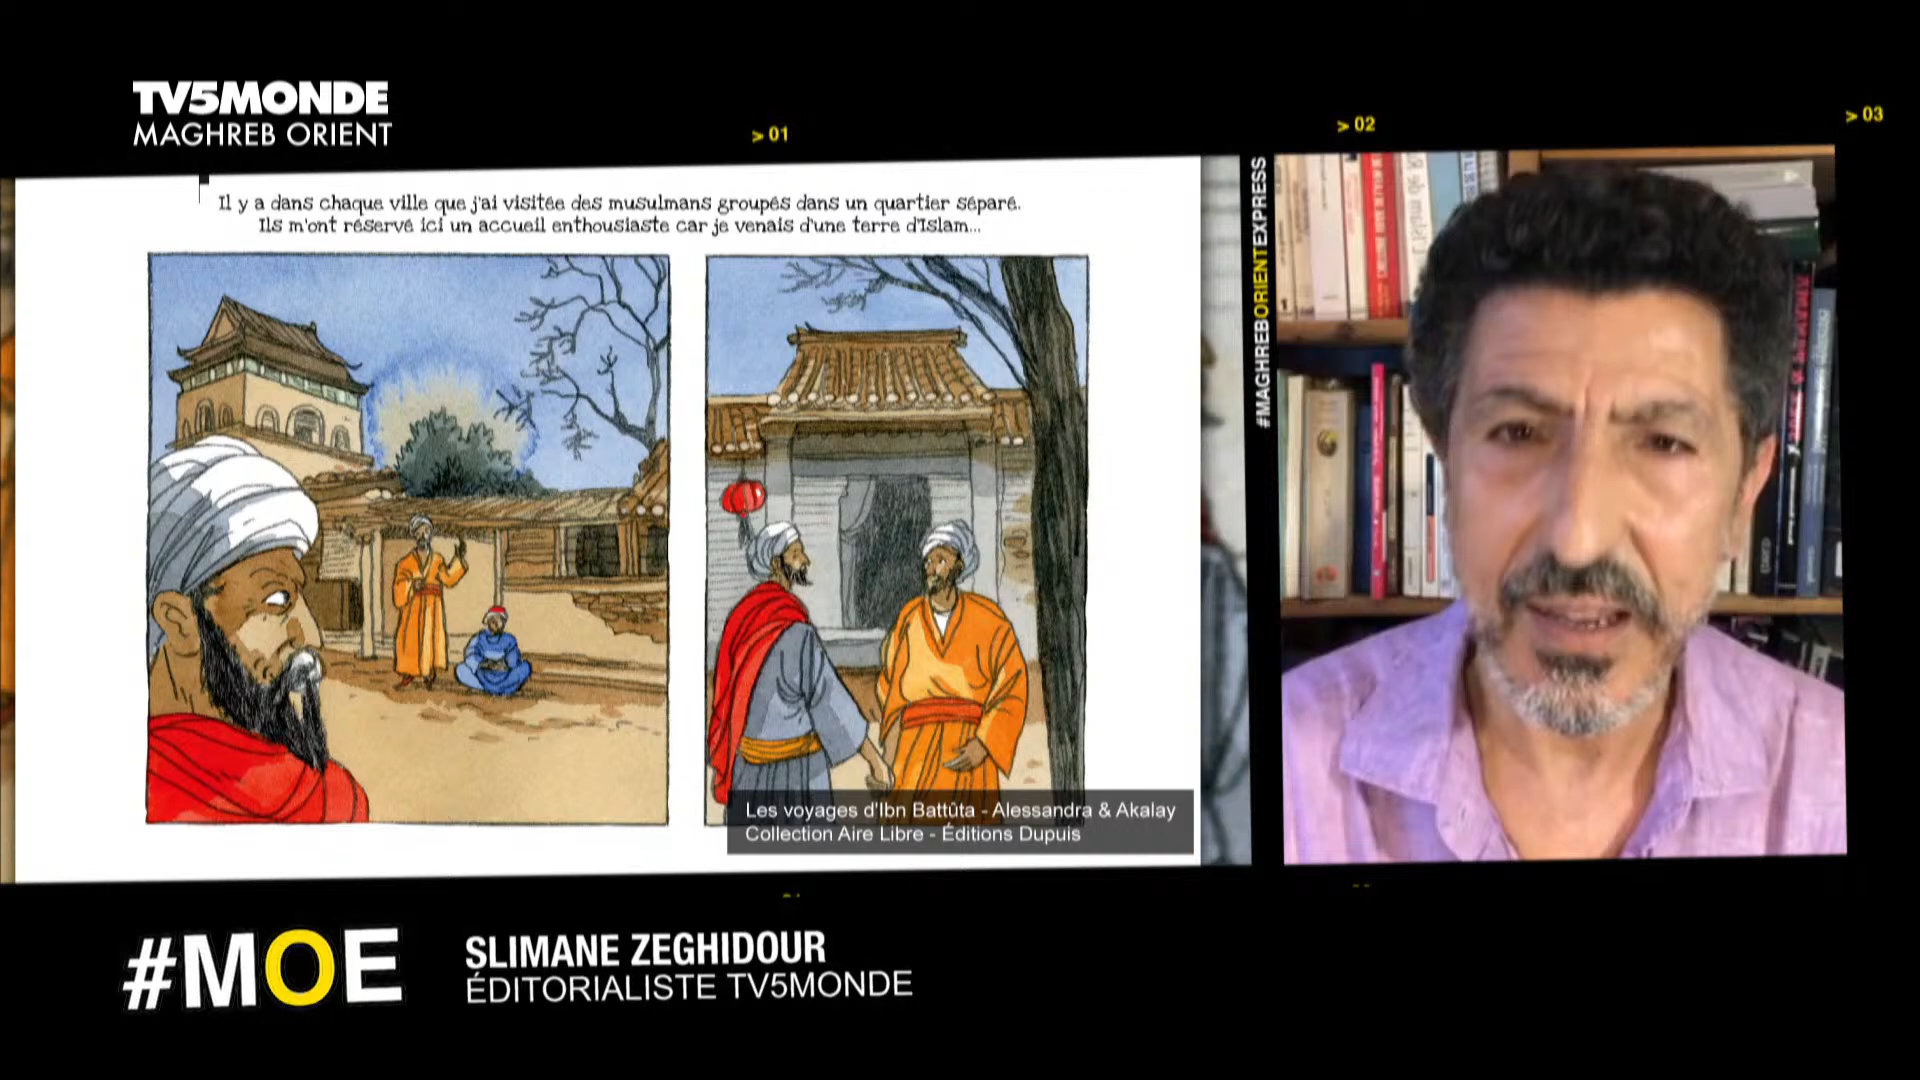 TV5MONDE
MAGHREB ORIENT
> 01
> 02
> 03
Il y a dans chaque ville que j'ai visitée des musulmans groupés dans un quartier séparé.
Ils m'ont réservé ici un accueil enthousiaste car je venais d'une terre d'Islam...
#MAGHREBORIENTEXPRESS
Les voyages d'Ibn Battûta - Alessandra & Akalay
Collection Aire Libre - Éditions Dupuis
#MOE
SLIMANE ZEGHIDOUR
ÉDITORIALISTE TV5MONDE